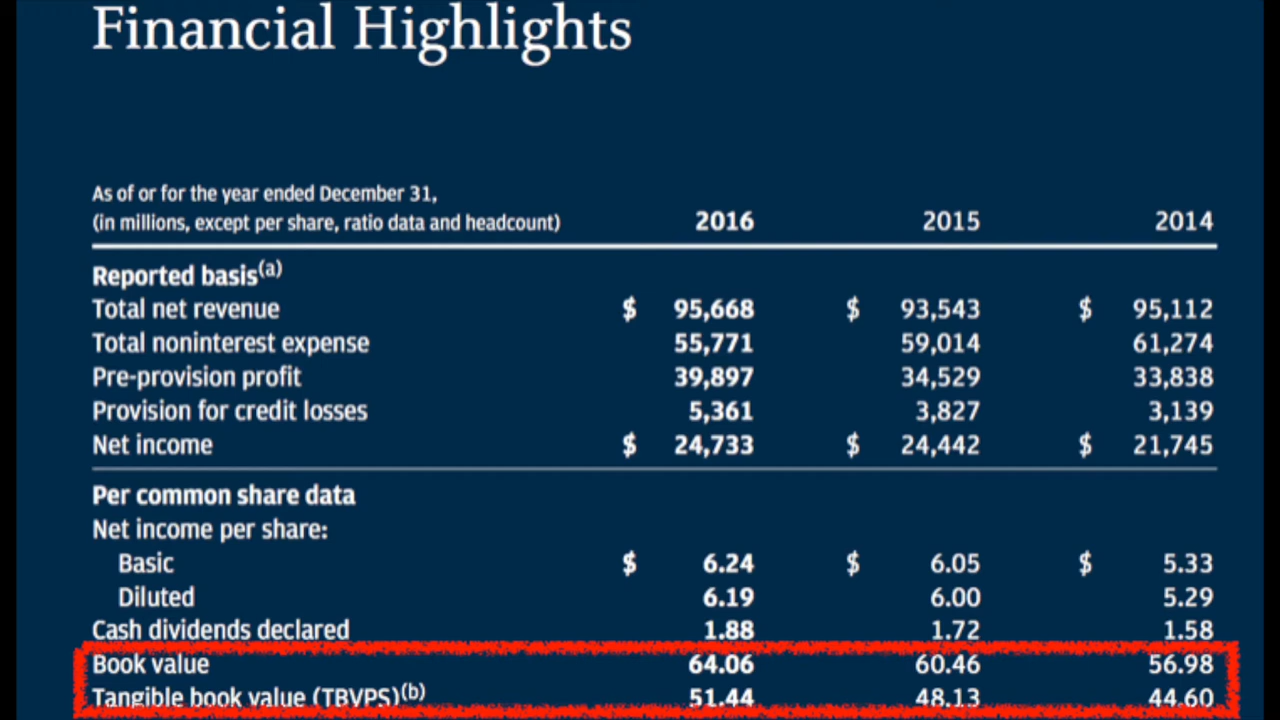 Financial Highlights
As of or for the year ended December 31,
(in millions, except per share, ratio data and headcount) 2016 2015 2014
Reported basis(a)
Total net revenue $ 95,668 $ 93,543 $ 95,112
Total noninterest expense 55,771 59,014 61,274
Pre-provision profit 39,897 34,529 33,838
Provision for credit losses 5,361 3,827 3,139
Net income $ 24,733 $ 24,442 $ 21,745
Per common share data
Net income per share:
Basic $ 6.24 $ 6.05 $ 5.33
Diluted 6.19 6.00 5.29
Cash dividends declared 1.88 1.72 1.58
Book value 64.06 60.46 56.98
Tangible book value (TBVPS)(b) 51.44 48.13 44.60